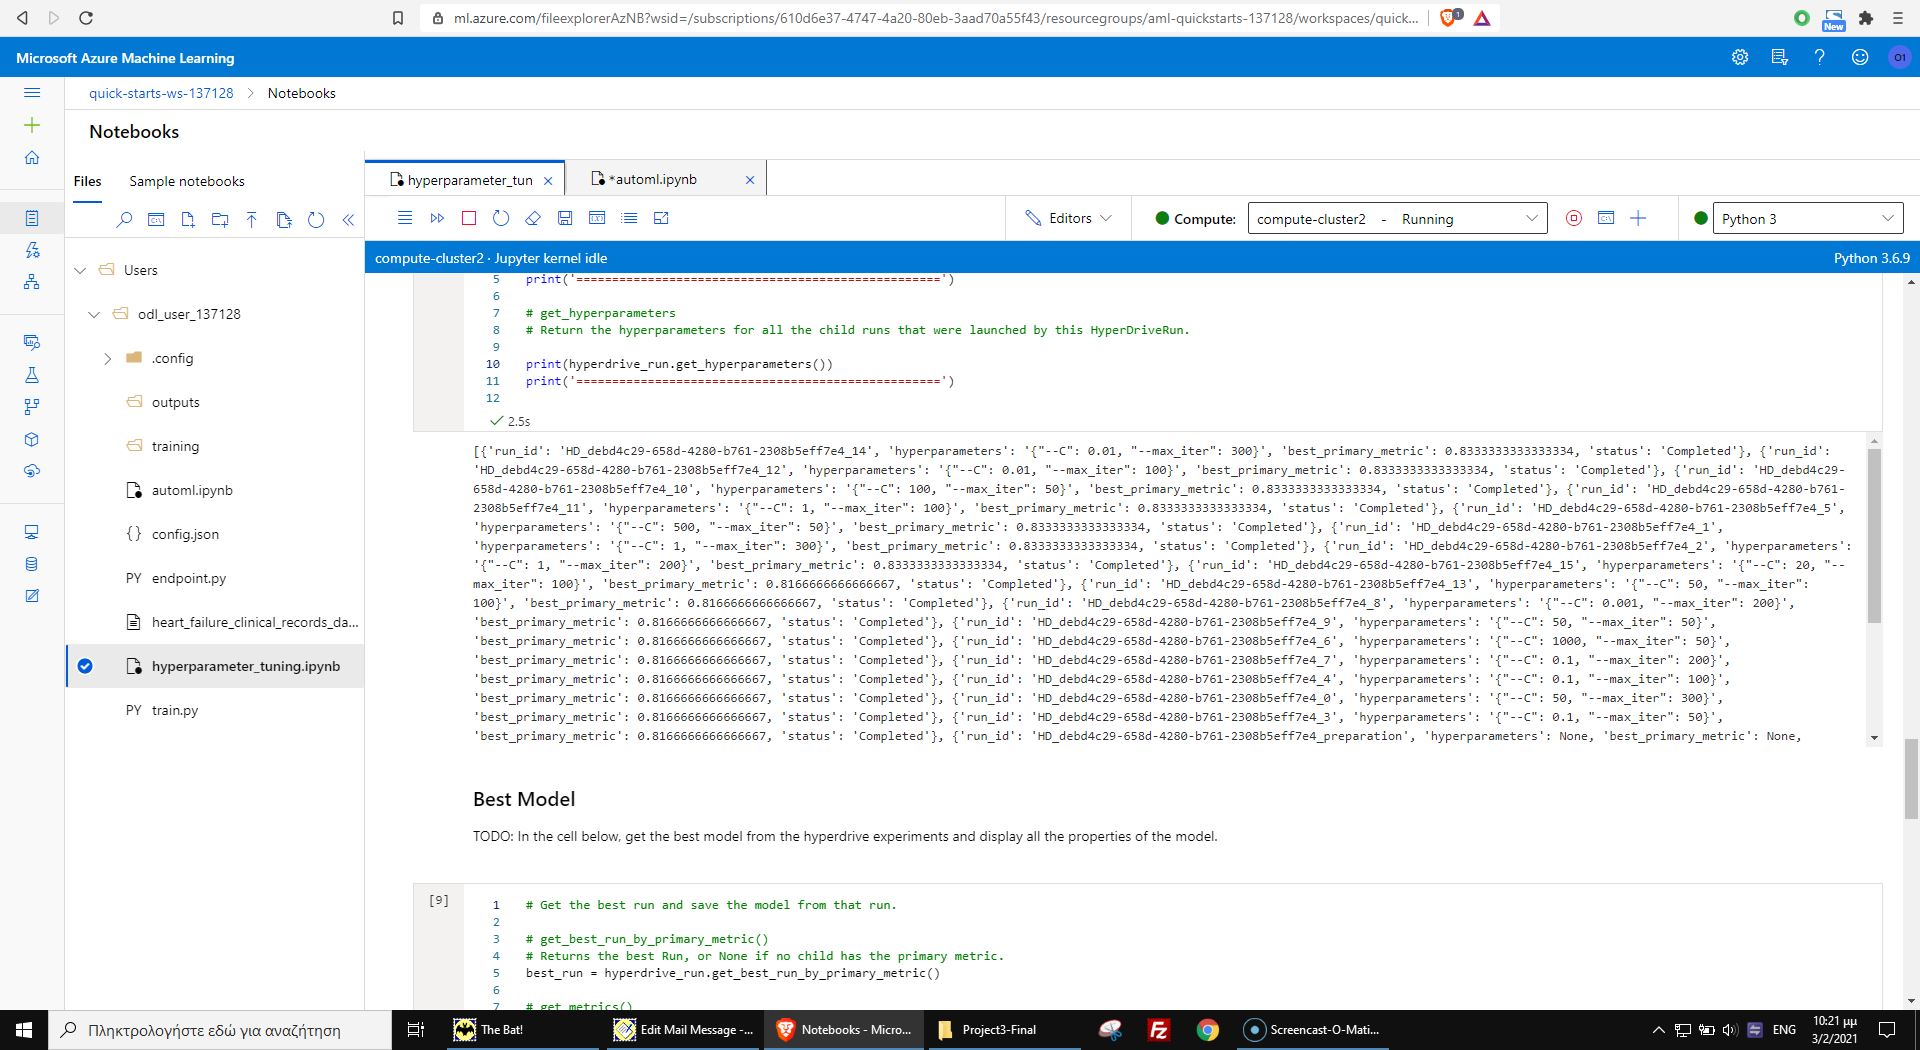 ml.azure.com/fileexplorerAzNB?wsid=/subscriptions/610d6e37-4747-4a20-80eb-3aad70a55f43/resourcegroups/aml-quickstarts-137128/workspaces/quick...
1
New
Microsoft Azure Machine Learning
O1
quick-starts-ws-137128 > Notebooks
Notebooks
Files
Sample notebooks
Users
odl_user_137128
.config
outputs
training
automl.ipynb
config.json
PY endpoint.py
heart_failure_clinical_records_da...
hyperparameter_tuning.ipynb
PY train.py
hyperparameter_tun
*automl.ipynb
Editors
Compute:
compute-cluster2 - Running
Python 3
compute-cluster2 · Jupyter kernel idle
Python 3.6.9
5 print('===================================================')
6
7 # get_hyperparameters
8 # Return the hyperparameters for all the child runs that were launched by this HyperDriveRun.
9
10 print(hyperdrive_run.get_hyperparameters())
11 print('===================================================')
12
2.5s
[{'run_id': 'HD_debd4c29-658d-4280-b761-2308b5eff7e4_14', 'hyperparameters': '{"--C": 0.01, "--max_iter": 300}', 'best_primary_metric': 0.8333333333333334, 'status': 'Completed'}, {'run_id':
'HD_debd4c29-658d-4280-b761-2308b5eff7e4_12', 'hyperparameters': '{"--C": 0.01, "--max_iter": 100}', 'best_primary_metric': 0.8333333333333334, 'status': 'Completed'}, {'run_id': 'HD_debd4c29-
658d-4280-b761-2308b5eff7e4_10', 'hyperparameters': '{"--C": 100, "--max_iter": 50}', 'best_primary_metric': 0.8333333333333334, 'status': 'Completed'}, {'run_id': 'HD_debd4c29-658d-4280-b761-
2308b5eff7e4_11', 'hyperparameters': '{"--C": 1, "--max_iter": 100}', 'best_primary_metric': 0.8333333333333334, 'status': 'Completed'}, {'run_id': 'HD_debd4c29-658d-4280-b761-2308b5eff7e4_5',
'hyperparameters': '{"--C": 500, "--max_iter": 50}', 'best_primary_metric': 0.8333333333333334, 'status': 'Completed'}, {'run_id': 'HD_debd4c29-658d-4280-b761-2308b5eff7e4_1',
'hyperparameters': '{"--C": 1, "--max_iter": 300}', 'best_primary_metric': 0.8333333333333334, 'status': 'Completed'}, {'run_id': 'HD_debd4c29-658d-4280-b761-2308b5eff7e4_2', 'hyperparameters':
'{"--C": 1, "--max_iter": 200}', 'best_primary_metric': 0.8333333333333334, 'status': 'Completed'}, {'run_id': 'HD_debd4c29-658d-4280-b761-2308b5eff7e4_15', 'hyperparameters': '{"--C": 20, "--
max_iter": 100}', 'best_primary_metric': 0.8166666666666667, 'status': 'Completed'}, {'run_id': 'HD_debd4c29-658d-4280-b761-2308b5eff7e4_13', 'hyperparameters': '{"--C": 50, "--max_iter":
100}', 'best_primary_metric': 0.8166666666666667, 'status': 'Completed'}, {'run_id': 'HD_debd4c29-658d-4280-b761-2308b5eff7e4_8', 'hyperparameters': '{"--C": 0.001, "--max_iter": 200}',
'best_primary_metric': 0.8166666666666667, 'status': 'Completed'}, {'run_id': 'HD_debd4c29-658d-4280-b761-2308b5eff7e4_9', 'hyperparameters': '{"--C": 50, "--max_iter": 50}',
'best_primary_metric': 0.8166666666666667, 'status': 'Completed'}, {'run_id': 'HD_debd4c29-658d-4280-b761-2308b5eff7e4_6', 'hyperparameters': '{"--C": 1000, "--max_iter": 50}',
'best_primary_metric': 0.8166666666666667, 'status': 'Completed'}, {'run_id': 'HD_debd4c29-658d-4280-b761-2308b5eff7e4_7', 'hyperparameters': '{"--C": 0.1, "--max_iter": 200}',
'best_primary_metric': 0.8166666666666667, 'status': 'Completed'}, {'run_id': 'HD_debd4c29-658d-4280-b761-2308b5eff7e4_4', 'hyperparameters': '{"--C": 0.1, "--max_iter": 100}',
'best_primary_metric': 0.8166666666666667, 'status': 'Completed'}, {'run_id': 'HD_debd4c29-658d-4280-b761-2308b5eff7e4_0', 'hyperparameters': '{"--C": 50, "--max_iter": 300}',
'best_primary_metric': 0.8166666666666667, 'status': 'Completed'}, {'run_id': 'HD_debd4c29-658d-4280-b761-2308b5eff7e4_3', 'hyperparameters': '{"--C": 0.1, "--max_iter": 50}',
'best_primary_metric': 0.8166666666666667, 'status': 'Completed'}, {'run_id': 'HD_debd4c29-658d-4280-b761-2308b5eff7e4_preparation', 'hyperparameters': None, 'best_primary_metric': None,
Best Model
TODO: In the cell below, get the best model from the hyperdrive experiments and display all the properties of the model.
[9]
1 # Get the best run and save the model from that run.
2
3 # get_best_run_by_primary_metric()
4 # Returns the best Run, or None if no child has the primary metric.
5 best_run = hyperdrive_run.get_best_run_by_primary_metric()
6
7 # get_metrics()
Πληκτρολογήστε εδώ για αναζήτηση
The Bat!
Edit Mail Message -...
Notebooks - Micro...
Project3-Final
Screencast-O-Mati...
ENG
10:21 μμ
3/2/2021